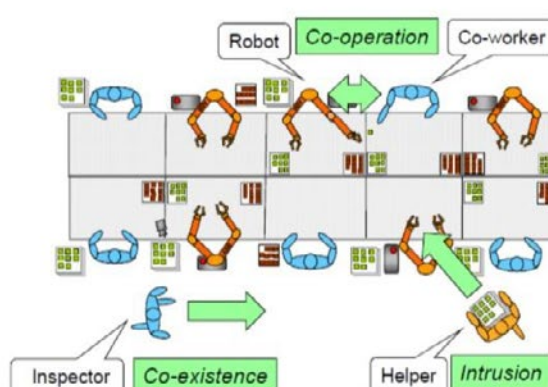 Robot
Co-operation
Co-worker
Inspector
Co-existence
Helper
Intrusion